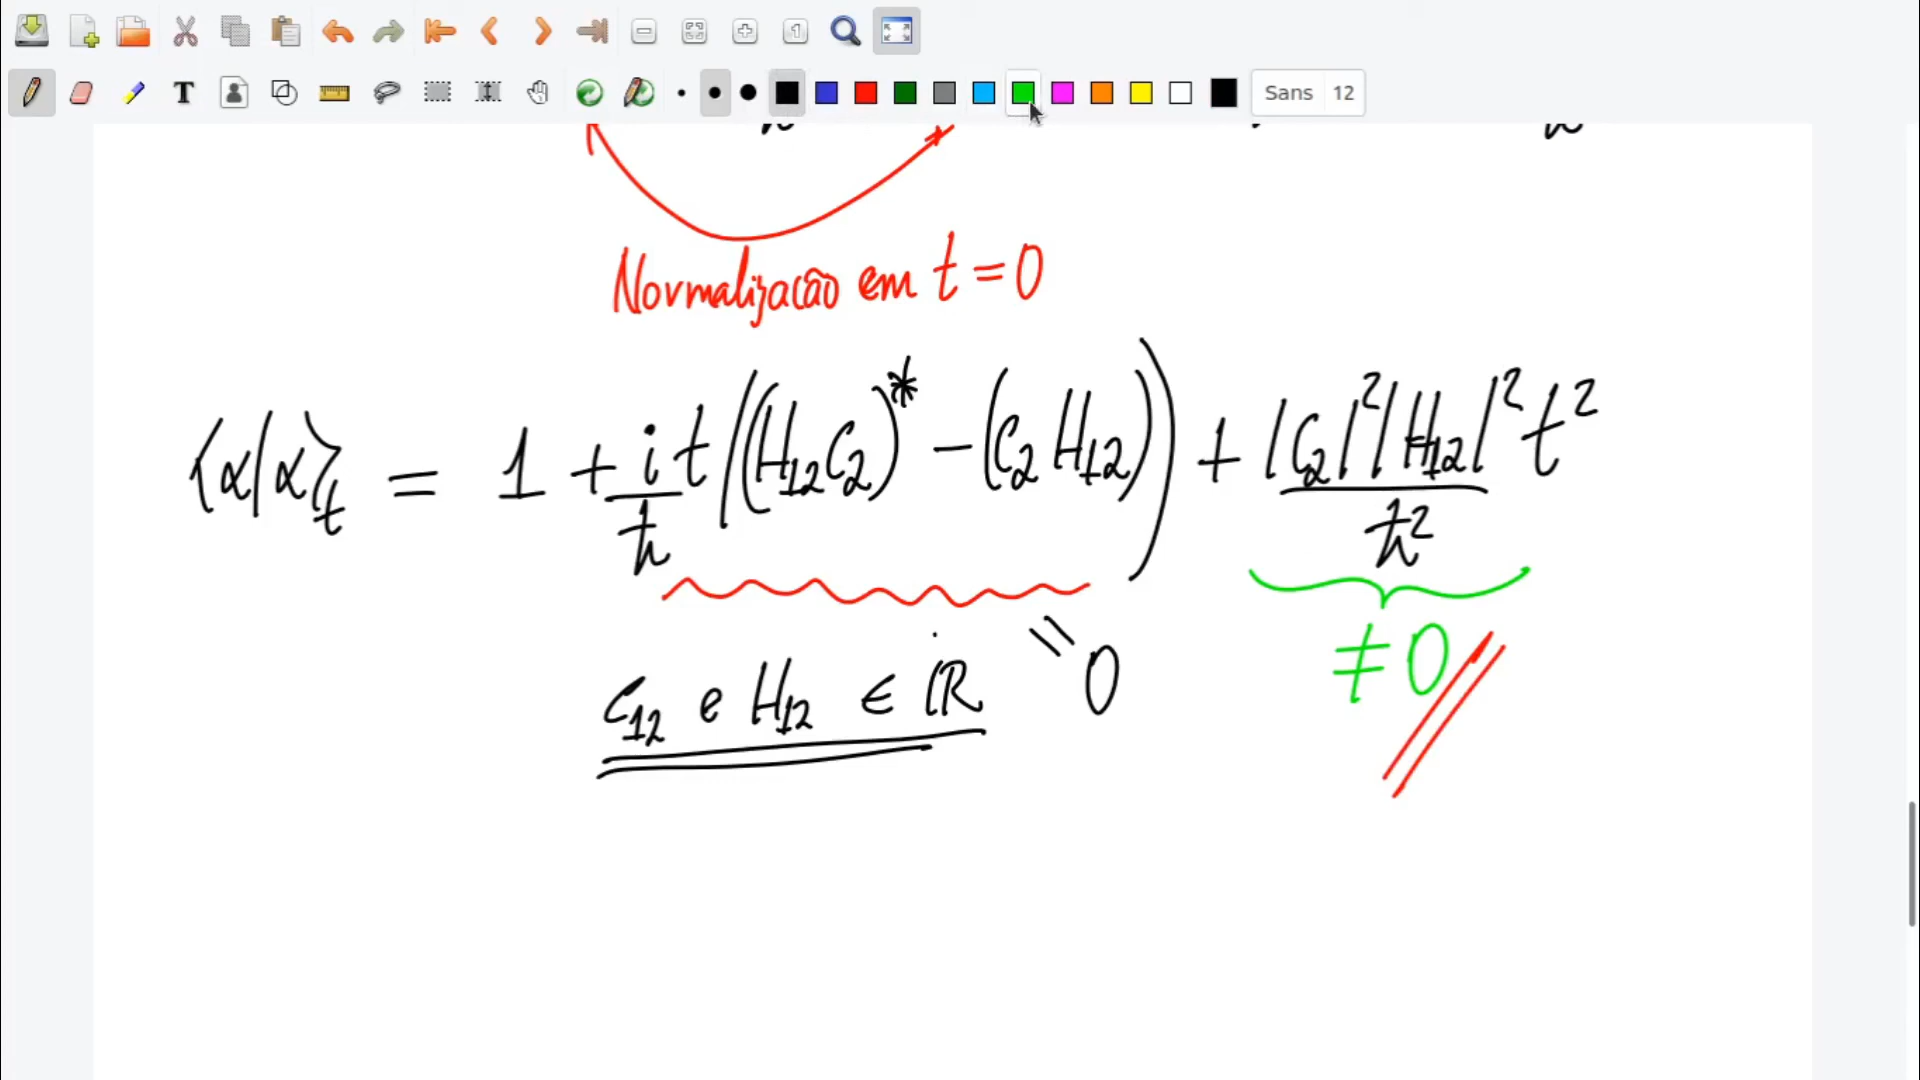 T
1
Sans 12
Normalização em t = 0
⟨α|α⟩_t = 1 + i/ħ t((H₁₂C₂)* - (C₂H₁₂)) + |C₂|²|H₁₂|²/ħ² t²
C₁₂ e H₁₂ ∈ ℝ = 0
≠ 0